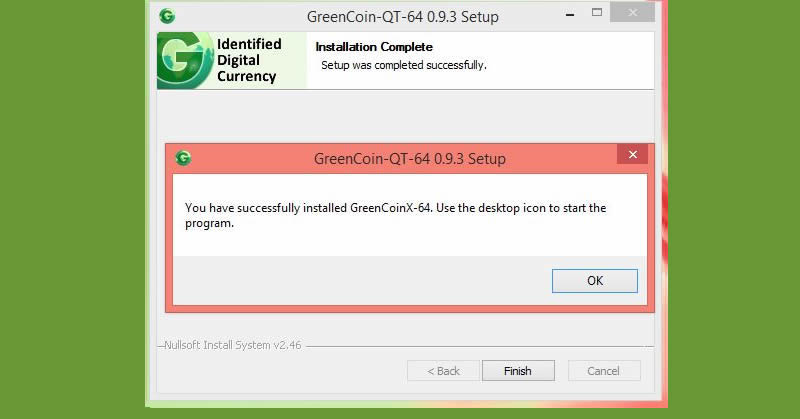 GreenCoin-QT-64 0.9.3 Setup
Identified
Digital
Currency
Installation Complete
Setup was completed successfully.
GreenCoin-QT-64 0.9.3 Setup
You have successfully installed GreenCoinX-64. Use the desktop icon to start the
program.
OK
Nullsoft Install System v2.46
< Back
Finish
Cancel